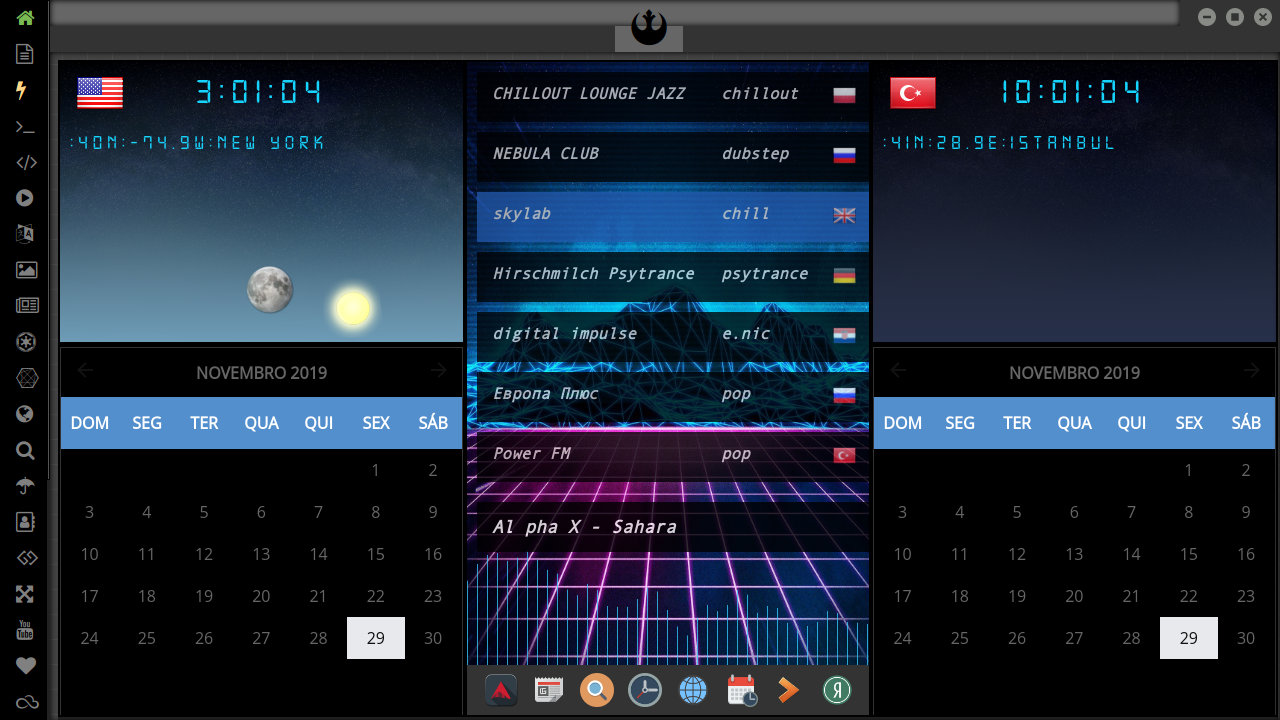 3:01:04
:40N:-74.9W:NEW YORK
NOVEMBRO 2019
DOM SEG TER QUA QUI SEX SÁB
1 2
3 4 5 6 7 8 9
10 11 12 13 14 15 16
17 18 19 20 21 22 23
24 25 26 27 28 29 30
CHILLOUT LOUNGE JAZZ chillout
NEBULA CLUB dubstep
skylab chill
Hirschmilch Psytrance psytrance
digital impulse e.nic
Европа Плюс pop
Power FM pop
Al pha X - Sahara
10:01:04
:41N:28.9E:ISTANBUL
NOVEMBRO 2019
DOM SEG TER QUA QUI SEX SÁB
1 2
3 4 5 6 7 8 9
10 11 12 13 14 15 16
17 18 19 20 21 22 23
24 25 26 27 28 29 30
You
Tube
Я